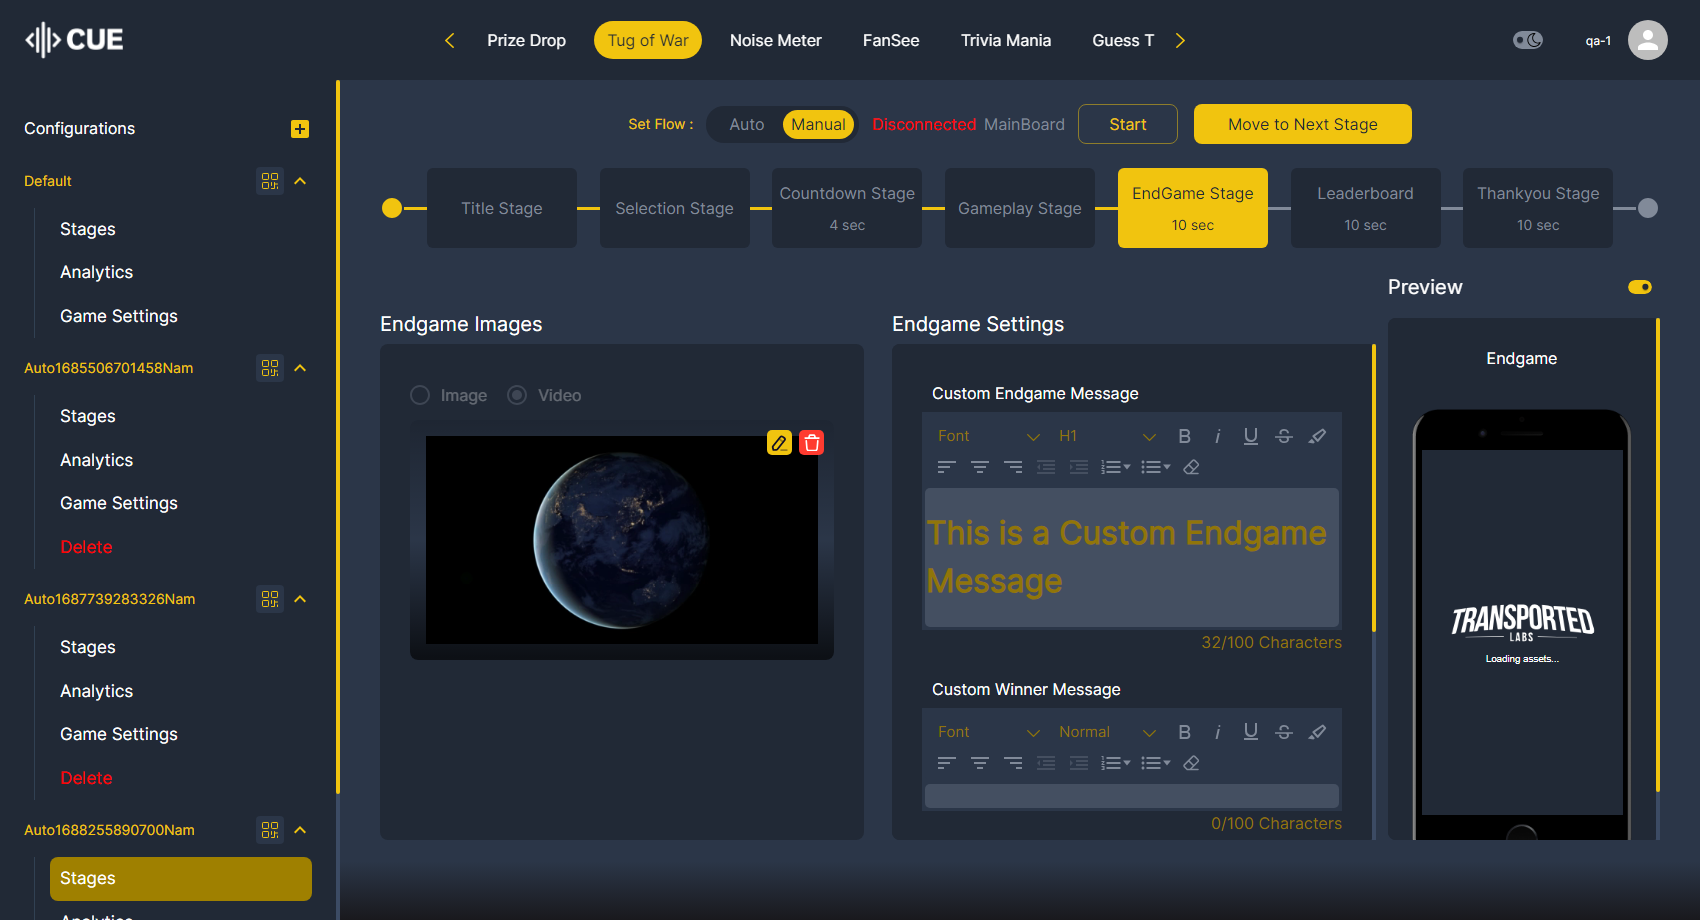 CUE
Prize Drop
Tug of War
Noise Meter
FanSee
Trivia Mania
Guess T
qa-1
Configurations
Default
Stages
Analytics
Game Settings
Auto1685506701458Nam
Stages
Analytics
Game Settings
Delete
Auto1687739283326Nam
Stages
Analytics
Game Settings
Delete
Auto1688255890700Nam
Stages
Analytics
Set Flow :
Auto
Manual
Disconnected MainBoard
Start
Move to Next Stage
Title Stage
Selection Stage
Countdown Stage
4 sec
Gameplay Stage
EndGame Stage
10 sec
Leaderboard
10 sec
Thankyou Stage
10 sec
Endgame Images
Image
Video
Endgame Settings
Custom Endgame Message
Font
H1
B i U S
This is a Custom Endgame
Message
32/100 Characters
Custom Winner Message
Font
Normal
B i U S
0/100 Characters
Preview
Endgame
TRANSPORTED
LABS
Loading assets...